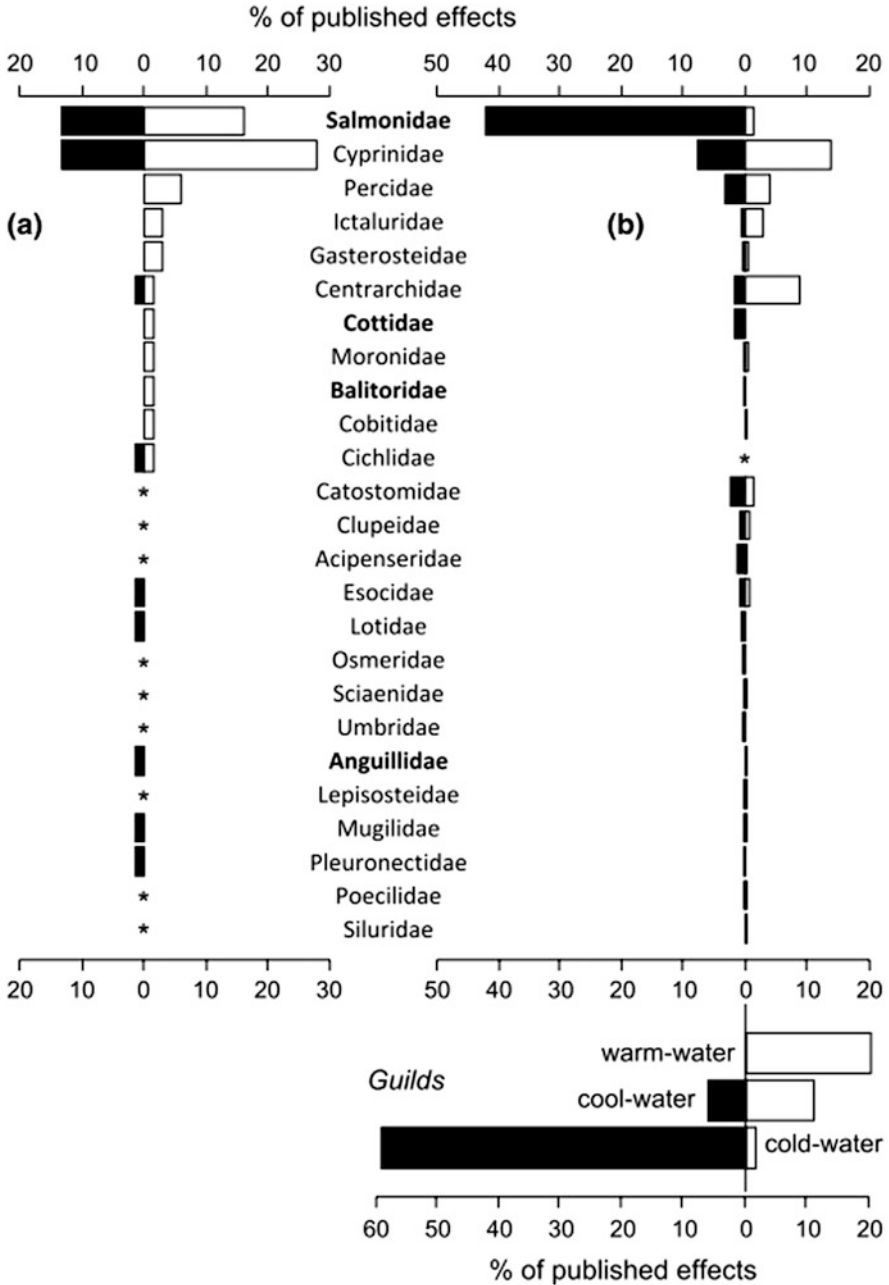 % of published effects
20 10 0 10 20 30 50 40 30 20 10 0 10 20
Salmonidae
Cyprinidae
Percidae
(a) Ictaluridae (b)
Gasterosteidae
Centrarchidae
Cottidae
Moronidae
Balitoridae
Cobitidae
Cichlidae *
* Catostomidae
* Clupeidae
* Acipenseridae
Esocidae
Lotidae
* Osmeridae
* Sciaenidae
* Umbridae
Anguillidae
* Lepisosteidae
Mugilidae
Pleuronectidae
* Poecilidae
* Siluridae
20 10 0 10 20 30 50 40 30 20 10 0 10 20
warm-water
Guilds
cool-water
cold-water
60 50 40 30 20 10 0 10 20
% of published effects